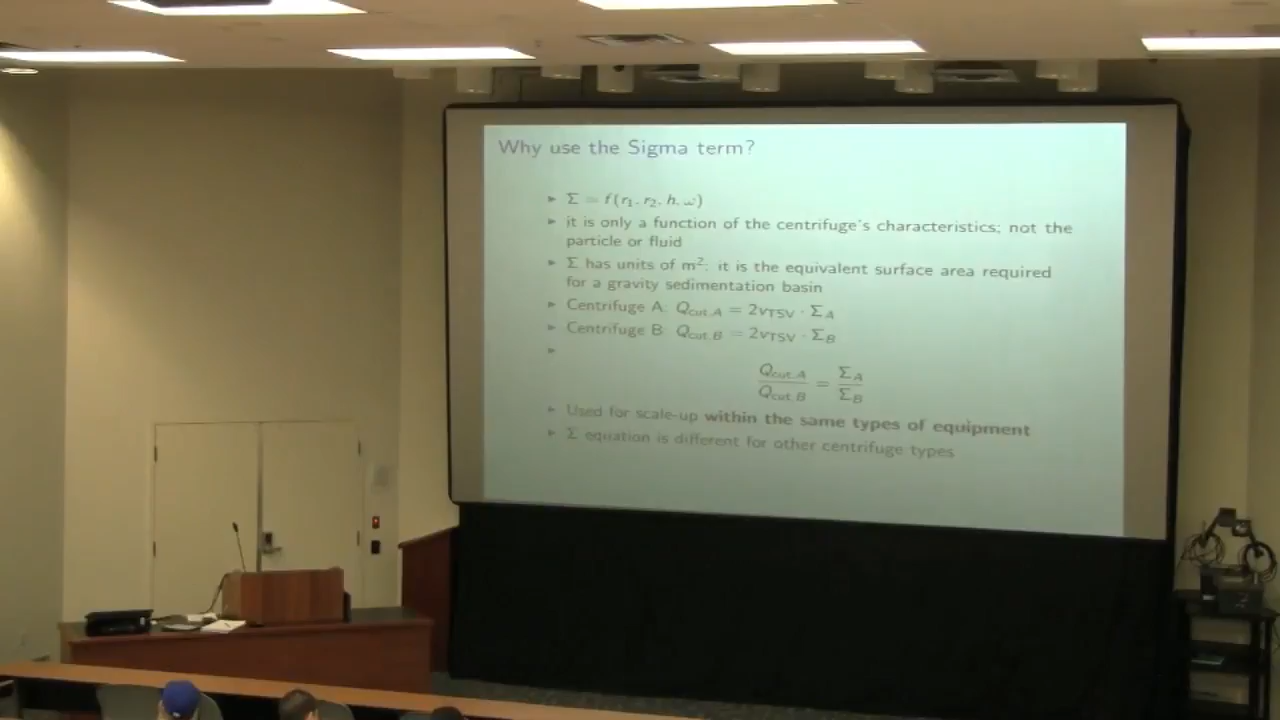 Why use the Sigma term?
► Σ = f(r₁, r₂, h, ω)
► it is only a function of the centrifuge's characteristics; not the
particle or fluid
► Σ has units of m²: it is the equivalent surface area required
for a gravity sedimentation basin
► Centrifuge A: Q_cut,A = 2v_TSV · Σ_A
► Centrifuge B: Q_cut,B = 2v_TSV · Σ_B
►
Q_cut,A / Q_cut,B = Σ_A / Σ_B
► Used for scale-up within the same types of equipment
► Σ equation is different for other centrifuge types